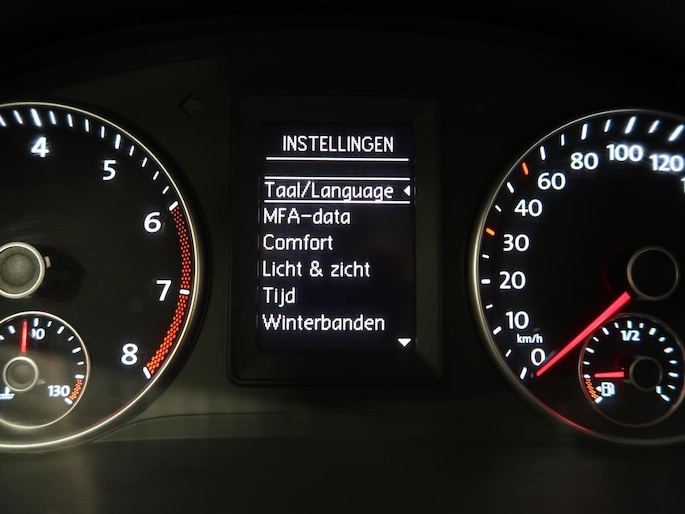 INSTELLINGEN
Taal/Language
MFA-data
Comfort
Licht & zicht
Tijd
Winterbanden
4
5
6
7
8
10
130
0
10
20
30
40
60
80
100
120
km/h
1/2